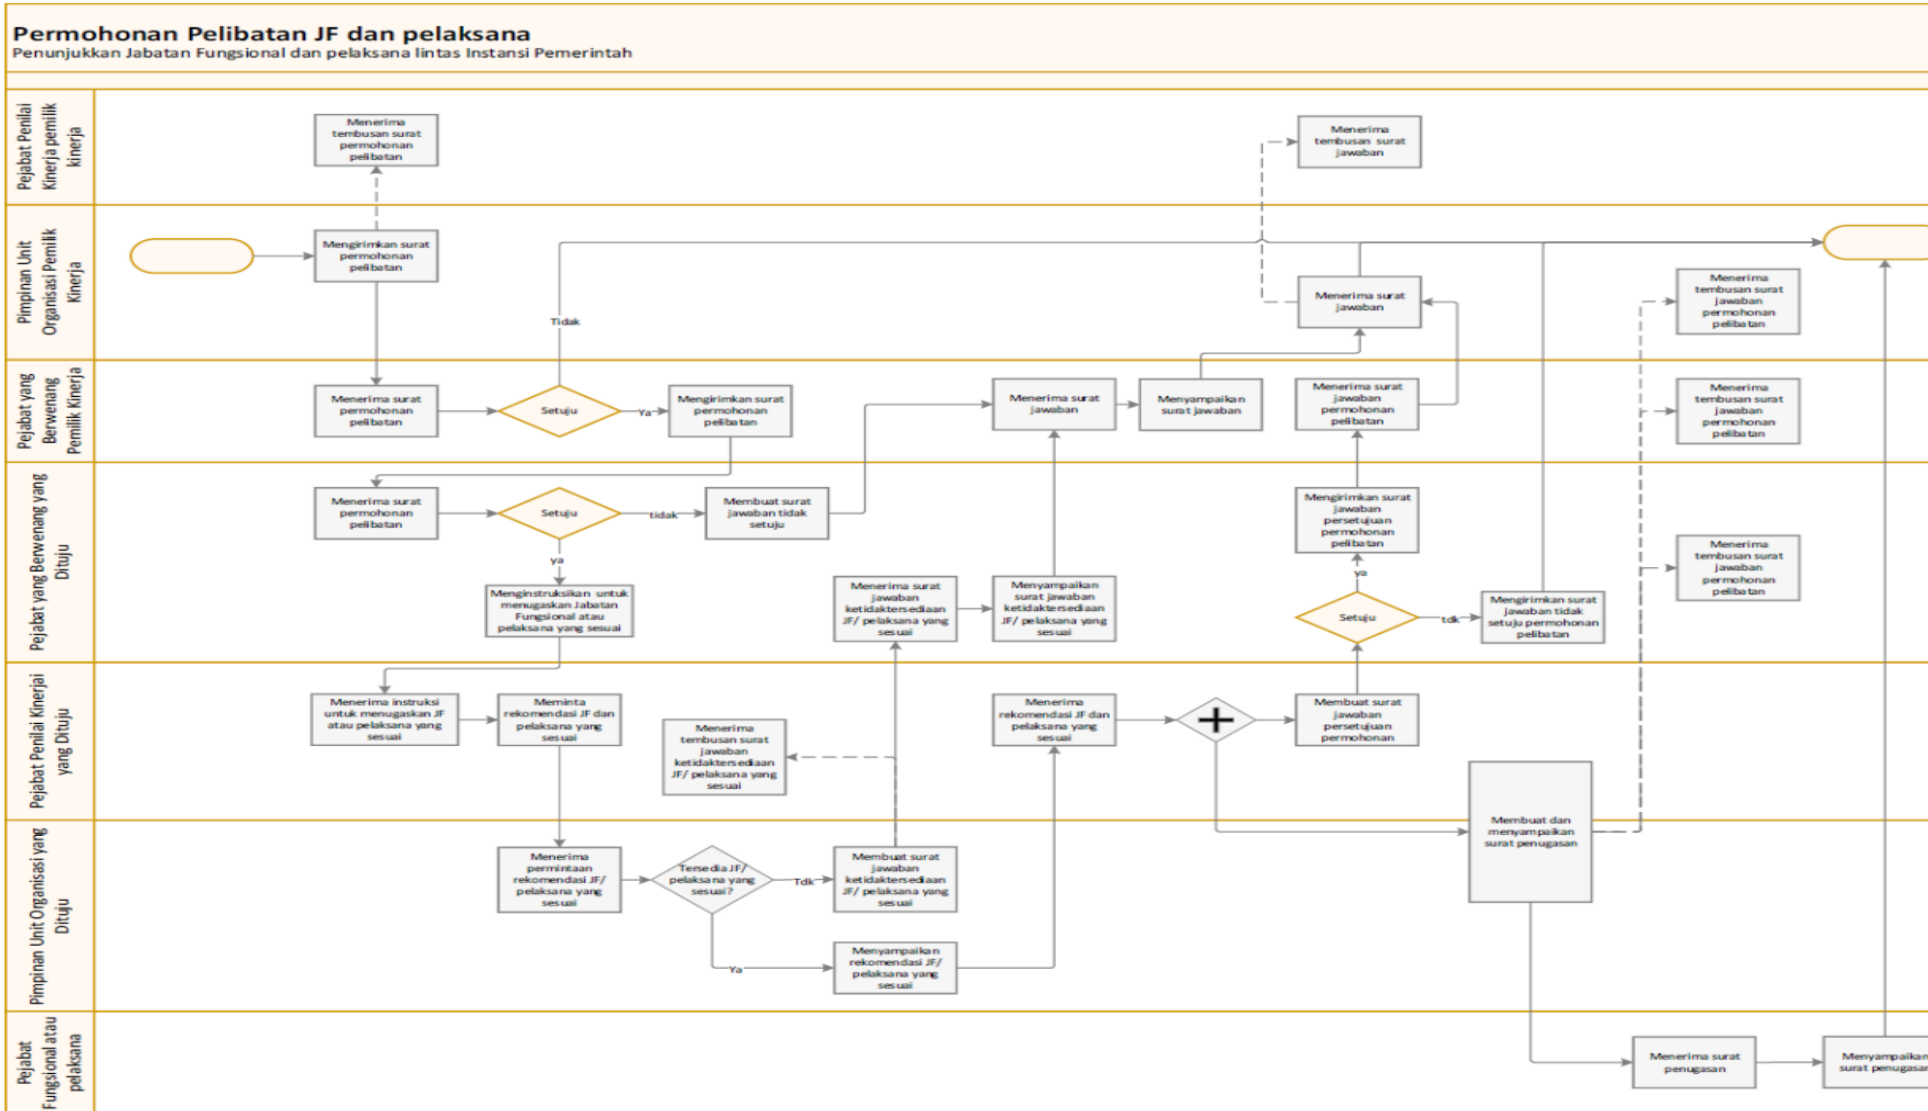 Permohonan Pelibatan JF dan pelaksana
Penunjukkan Jabatan Fungsional dan pelaksana lintas Instansi Pemerintah
Pejabat Penilai
Kinerja pemilik
kinerja
Menerima
tembusan surat
permohonan
pelibatan
Menerima
tembusan surat
jawaban
Pimpinan Unit
Organisasi Pemilik
Kinerja
Mengirimkan surat
permohonan
pelibatan
Tidak
Menerima surat
jawaban
Menerima
tembusan surat
jawaban
permohonan
pelibatan
Pejabat yang
Berwenang
Pemilik Kinerja
Menerima surat
permohonan
pelibatan
Setuju
Ya
Mengirimkan surat
permohonan
pelibatan
Menerima surat
jawaban
Menyampaikan
surat jawaban
Menerima surat
jawaban
permohonan
pelibatan
Menerima
tembusan surat
jawaban
permohonan
pelibatan
Pejabat yang Berwenang yang
Dituju
Menerima surat
permohonan
pelibatan
Setuju
tidak
Membuat surat
jawaban tidak
setuju
ya
Menginstruksikan untuk
menugaskan Jabatan
Fungsional atau
pelaksana yang sesuai
Menerima surat
jawaban
ketidaktersediaan
JF/ pelaksana yang
sesuai
Menyampaikan
surat jawaban
ketidaktersediaan
JF/ pelaksana yang
sesuai
Mengirimkan surat
jawaban
persetujuan
permohonan
pelibatan
ya
Setuju
tdk
Mengirimkan surat
jawaban tidak
setuju permohonan
pelibatan
Menerima
tembusan surat
jawaban
permohonan
pelibatan
Pejabat Penilai Kinerjai
yang Dituju
Menerima instruksi
untuk menugaskan JF
atau pelaksana yang
sesuai
Meminta
rekomendasi JF dan
pelaksana yang
sesuai
Menerima
tembusan surat
jawaban
ketidaktersediaan
JF/ pelaksana yang
sesuai
Menerima
rekomendasi JF dan
pelaksana yang
sesuai
Membuat surat
jawaban
persetujuan
permohonan
Membuat dan
menyampaikan
surat penugasan
Pimpinan Unit Organisasi yang
Dituju
Menerima
permintaan
rekomendasi JF/
pelaksana yang
sesuai
Tersedia JF/
pelaksana yang
sesuai?
Tdk
Membuat surat
jawaban
ketidaktersediaan
JF/ pelaksana yang
sesuai
Ya
Menyampaikan
rekomendasi JF/
pelaksana yang
sesuai
Pejabat
Fungsional atau
pelaksana
Menerima surat
penugasan
Menyampaikan
surat penugasan